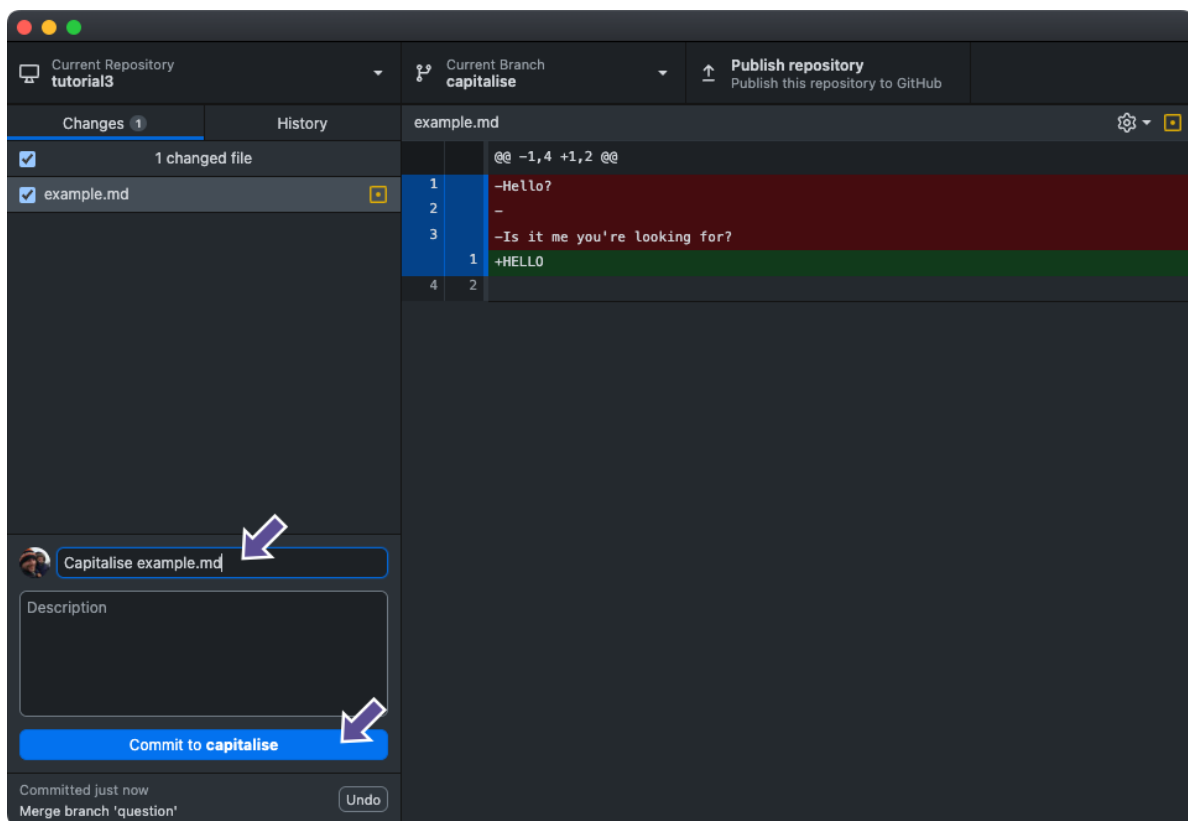 Current Repository
tutorial3
Current Branch
capitalise
Publish repository
Publish this repository to GitHub
Changes 1
History
example.md
1 changed file
example.md
@@ -1,4 +1,2 @@
1 -Hello?
2 -
3 -Is it me you're looking for?
1 +HELLO
4 2
Capitalise example.md
Description
Commit to capitalise
Committed just now
Merge branch 'question'
Undo